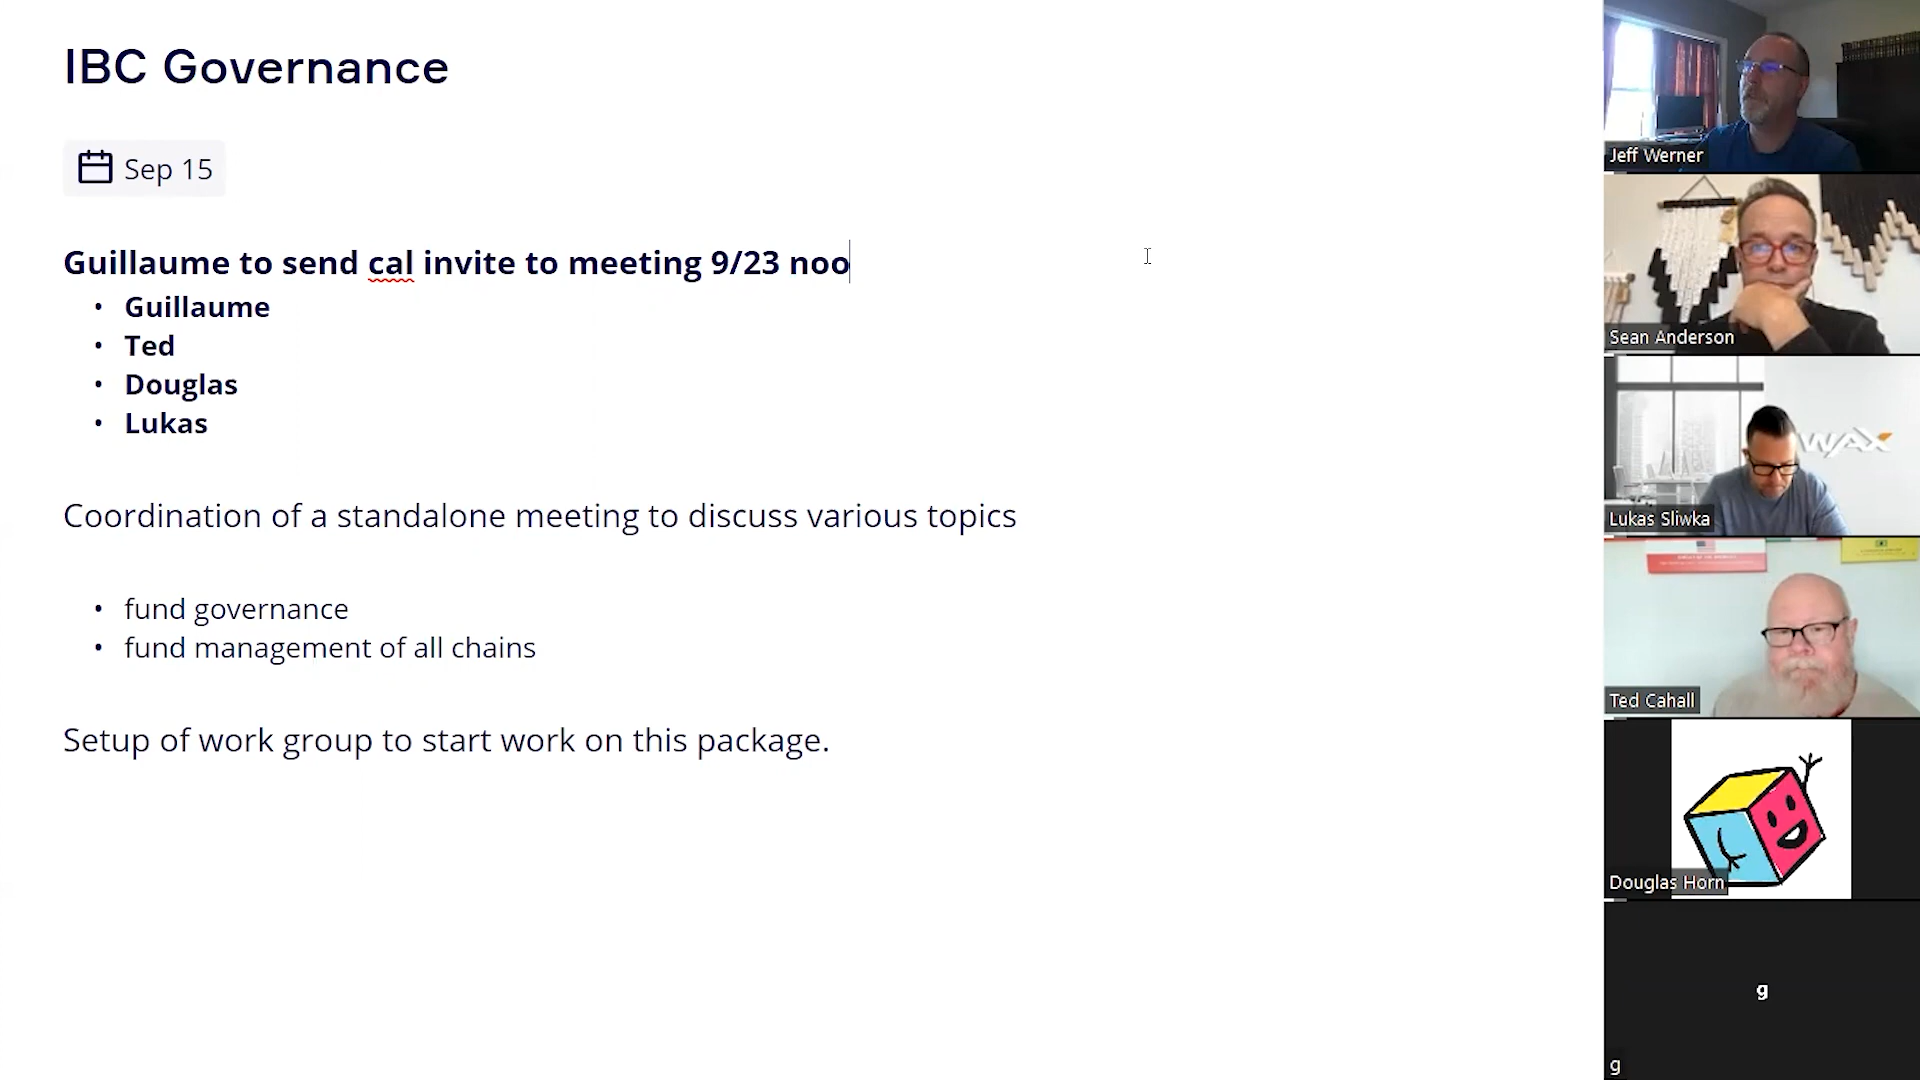 IBC Governance
Sep 15
Guillaume to send cal invite to meeting 9/23 noo
• Guillaume
• Ted
• Douglas
• Lukas
Coordination of a standalone meeting to discuss various topics
• fund governance
• fund management of all chains
Setup of work group to start work on this package.
Jeff Werner
Sean Anderson
WAX
Lukas Sliwka
Ted Cahall
Douglas Horn
g
g